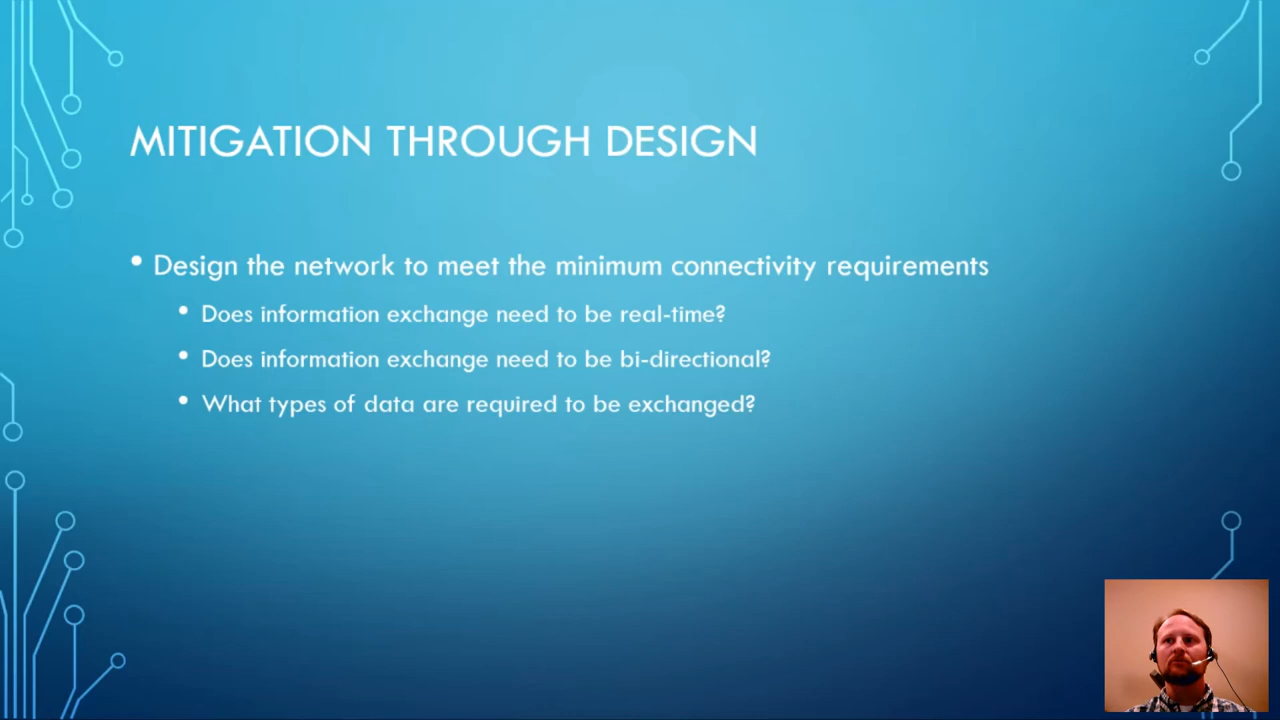 MITIGATION THROUGH DESIGN
• Design the network to meet the minimum connectivity requirements
• Does information exchange need to be real-time?
• Does information exchange need to be bi-directional?
• What types of data are required to be exchanged?